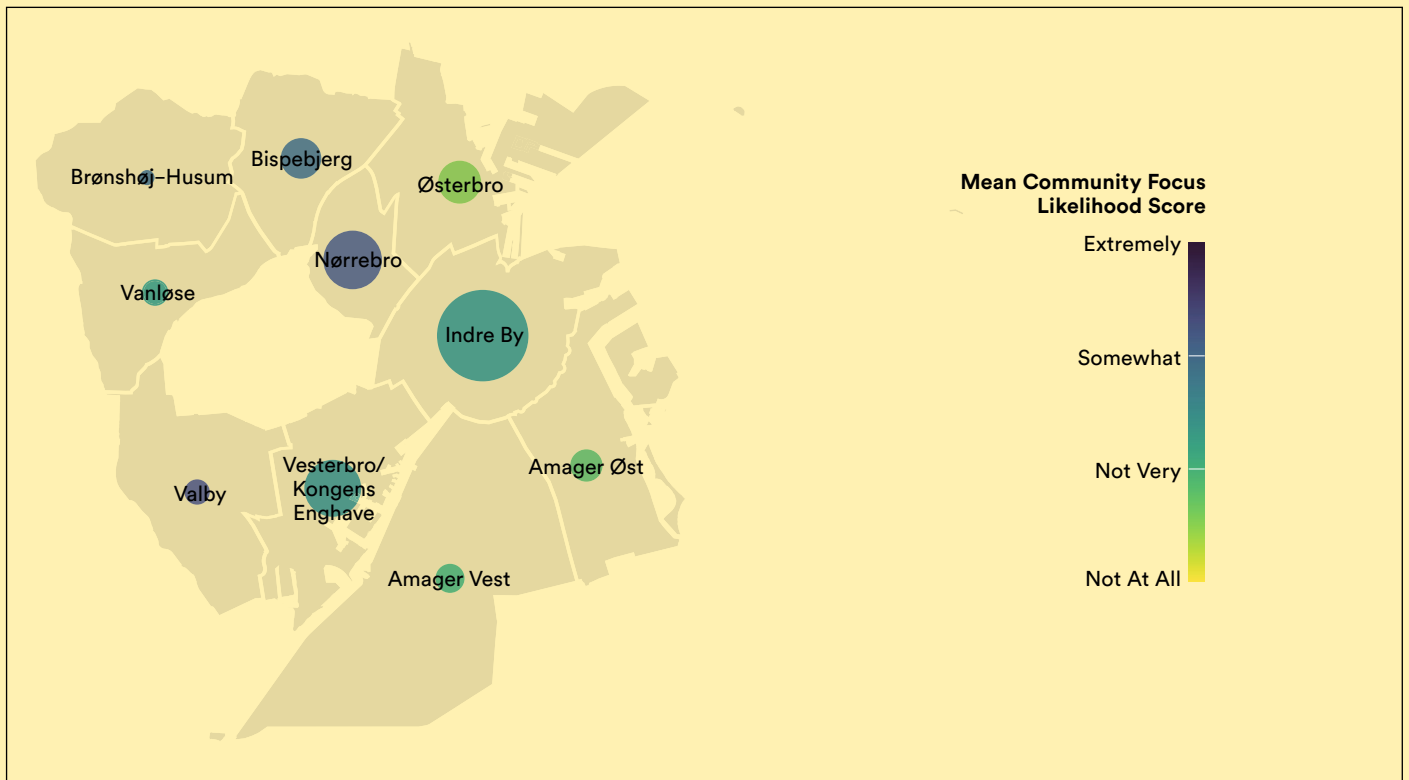 Bispebjerg
Brønshøj–Husum
Østerbro
Nørrebro
Vanløse
Indre By
Vesterbro/
Kongens
Enghave
Valby
Amager Øst
Amager Vest
Mean Community Focus
Likelihood Score
Extremely
Somewhat
Not Very
Not At All